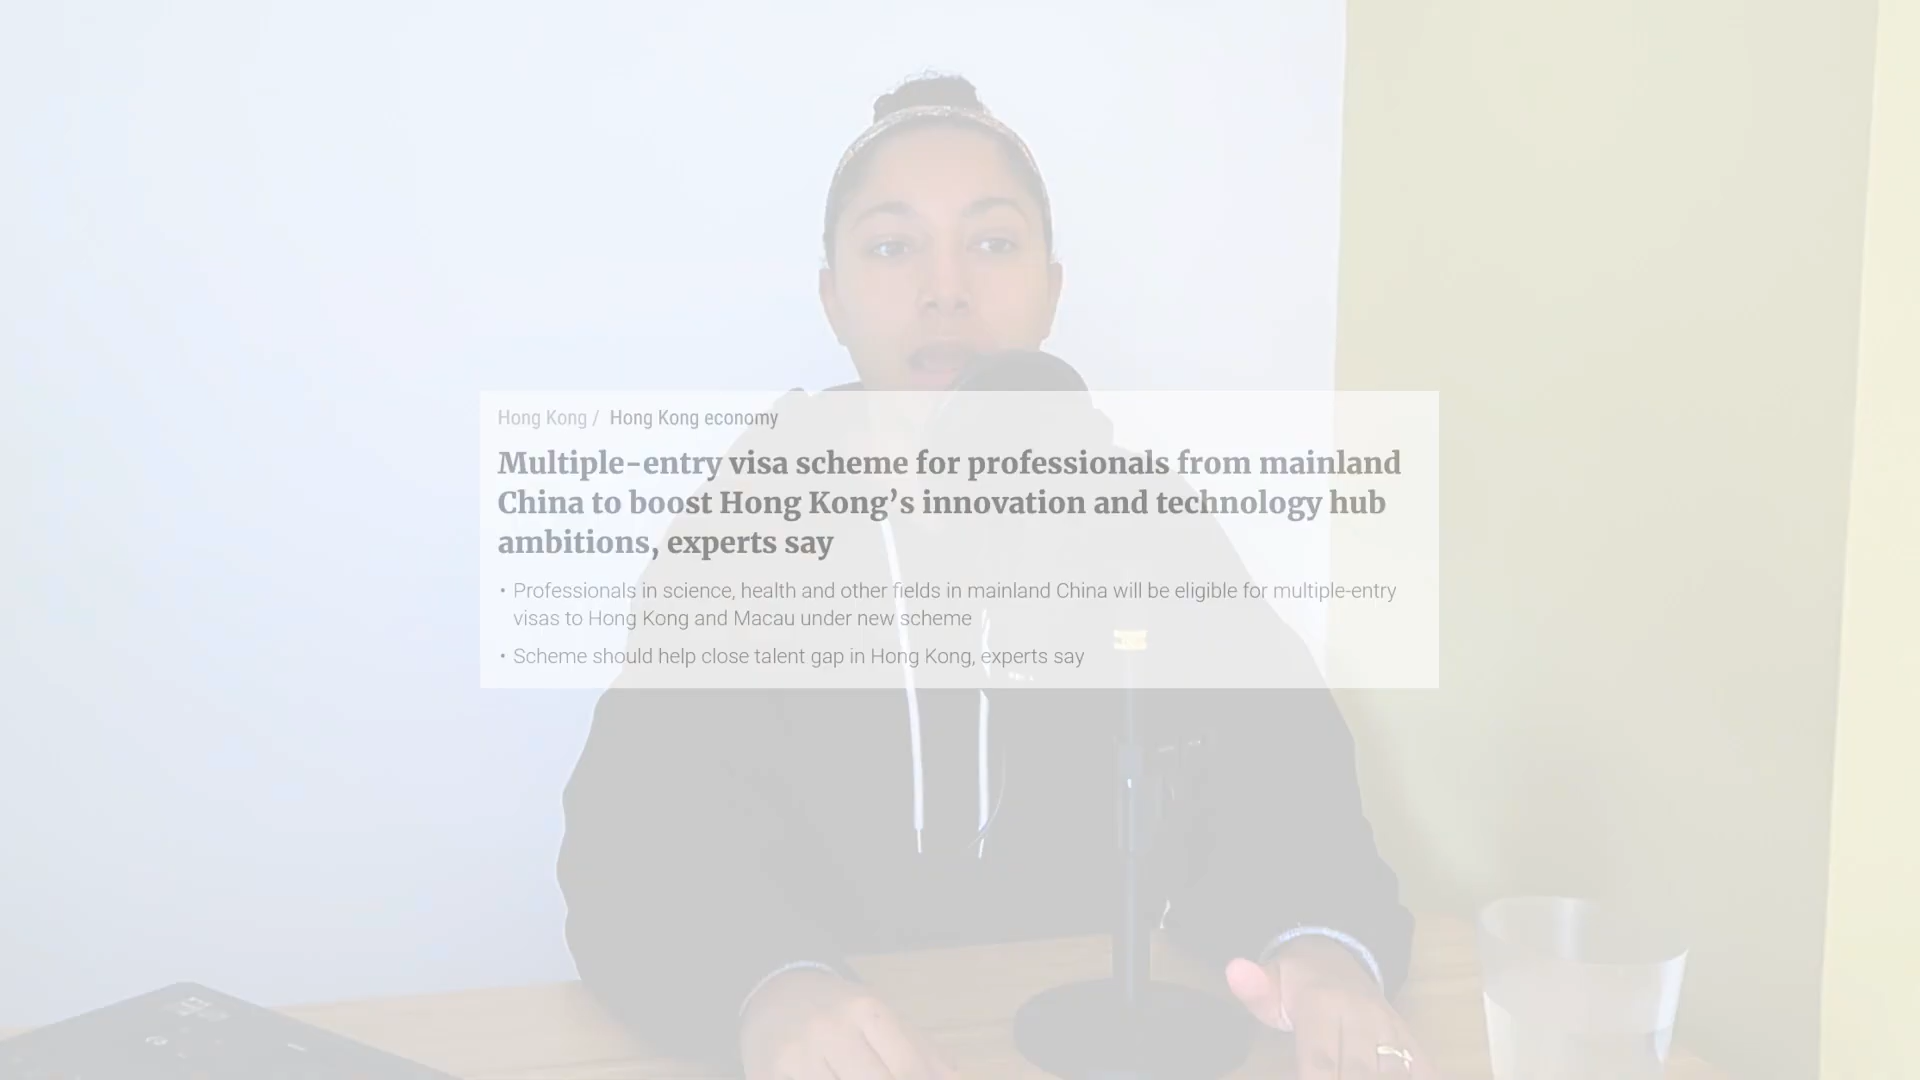 Hong Kong / Hong Kong economy
Multiple-entry visa scheme for professionals from mainland
China to boost Hong Kong’s innovation and technology hub
ambitions, experts say
• Professionals in science, health and other fields in mainland China will be eligible for multiple-entry
visas to Hong Kong and Macau under new scheme
• Scheme should help close talent gap in Hong Kong, experts say